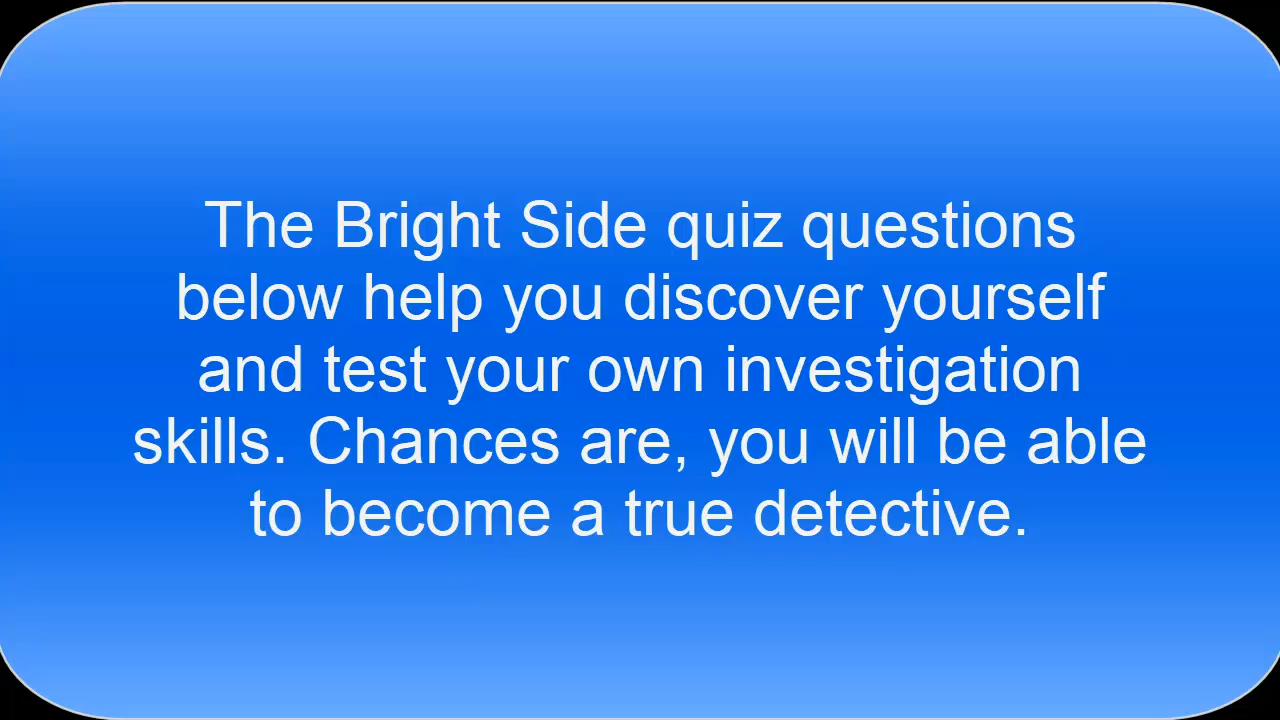 The Bright Side quiz questions
below help you discover yourself
and test your own investigation
skills. Chances are, you will be able
to become a true detective.